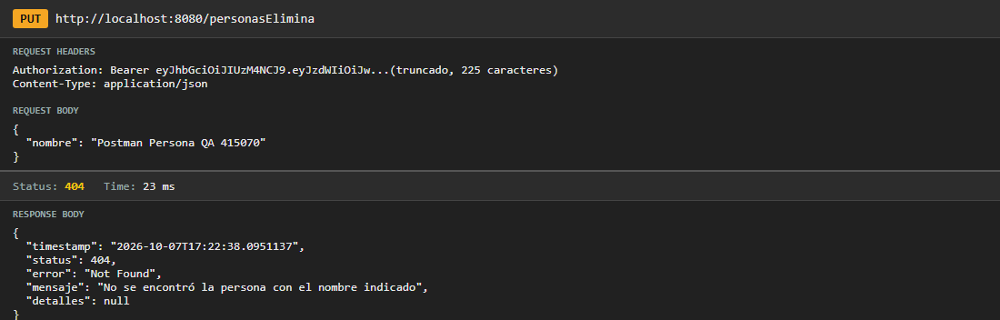 PUT http://localhost:8080/personasElimina
REQUEST HEADERS
Authorization: Bearer eyJhbGciOiJIUzM4NCJ9.eyJzdWIiOiJw...(truncado, 225 caracteres)
Content-Type: application/json
REQUEST BODY
{
  "nombre": "Postman Persona QA 415070"
}
Status: 404 Time: 23 ms
RESPONSE BODY
{
  "timestamp": "2026-10-07T17:22:38.0951137",
  "status": 404,
  "error": "Not Found",
  "mensaje": "No se encontró la persona con el nombre indicado",
  "detalles": null
}